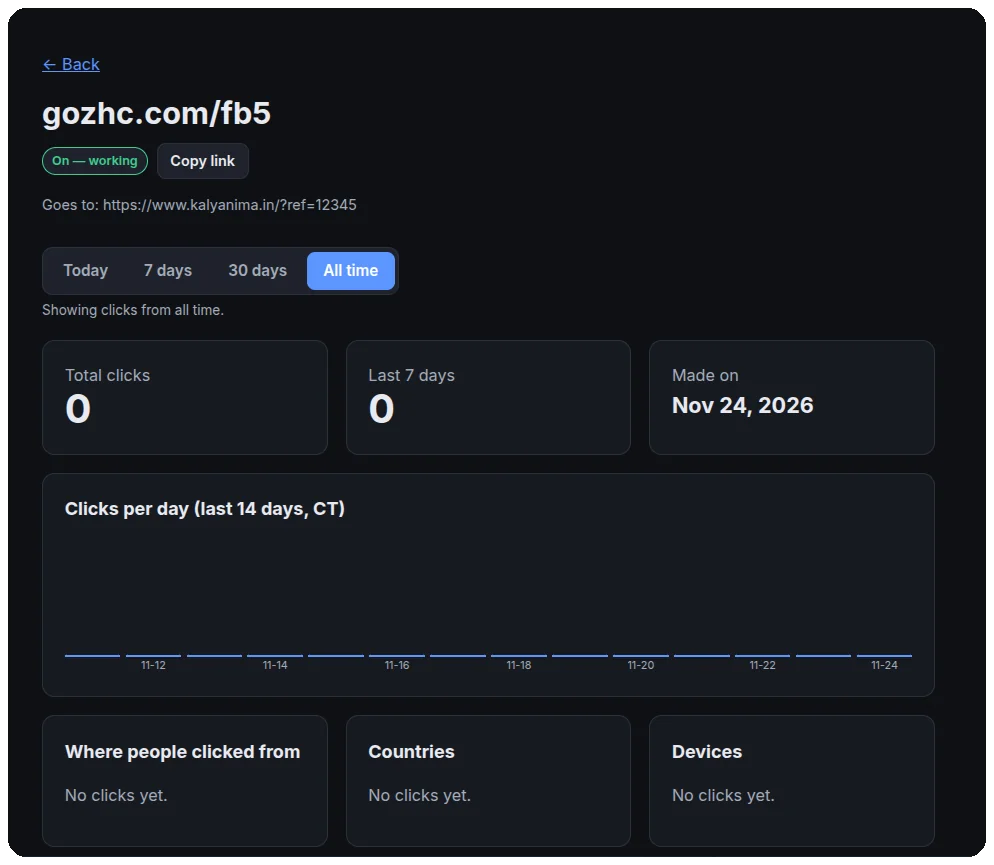 ← Back
gozhc.com/fb5
On — working Copy link
Goes to: https://www.kalyanima.in/?ref=12345
Today 7 days 30 days All time
Showing clicks from all time.
Total clicks
0
Last 7 days
0
Made on
Nov 24, 2026
Clicks per day (last 14 days, CT)
11-12 11-14 11-16 11-18 11-20 11-22 11-24
Where people clicked from
No clicks yet.
Countries
No clicks yet.
Devices
No clicks yet.